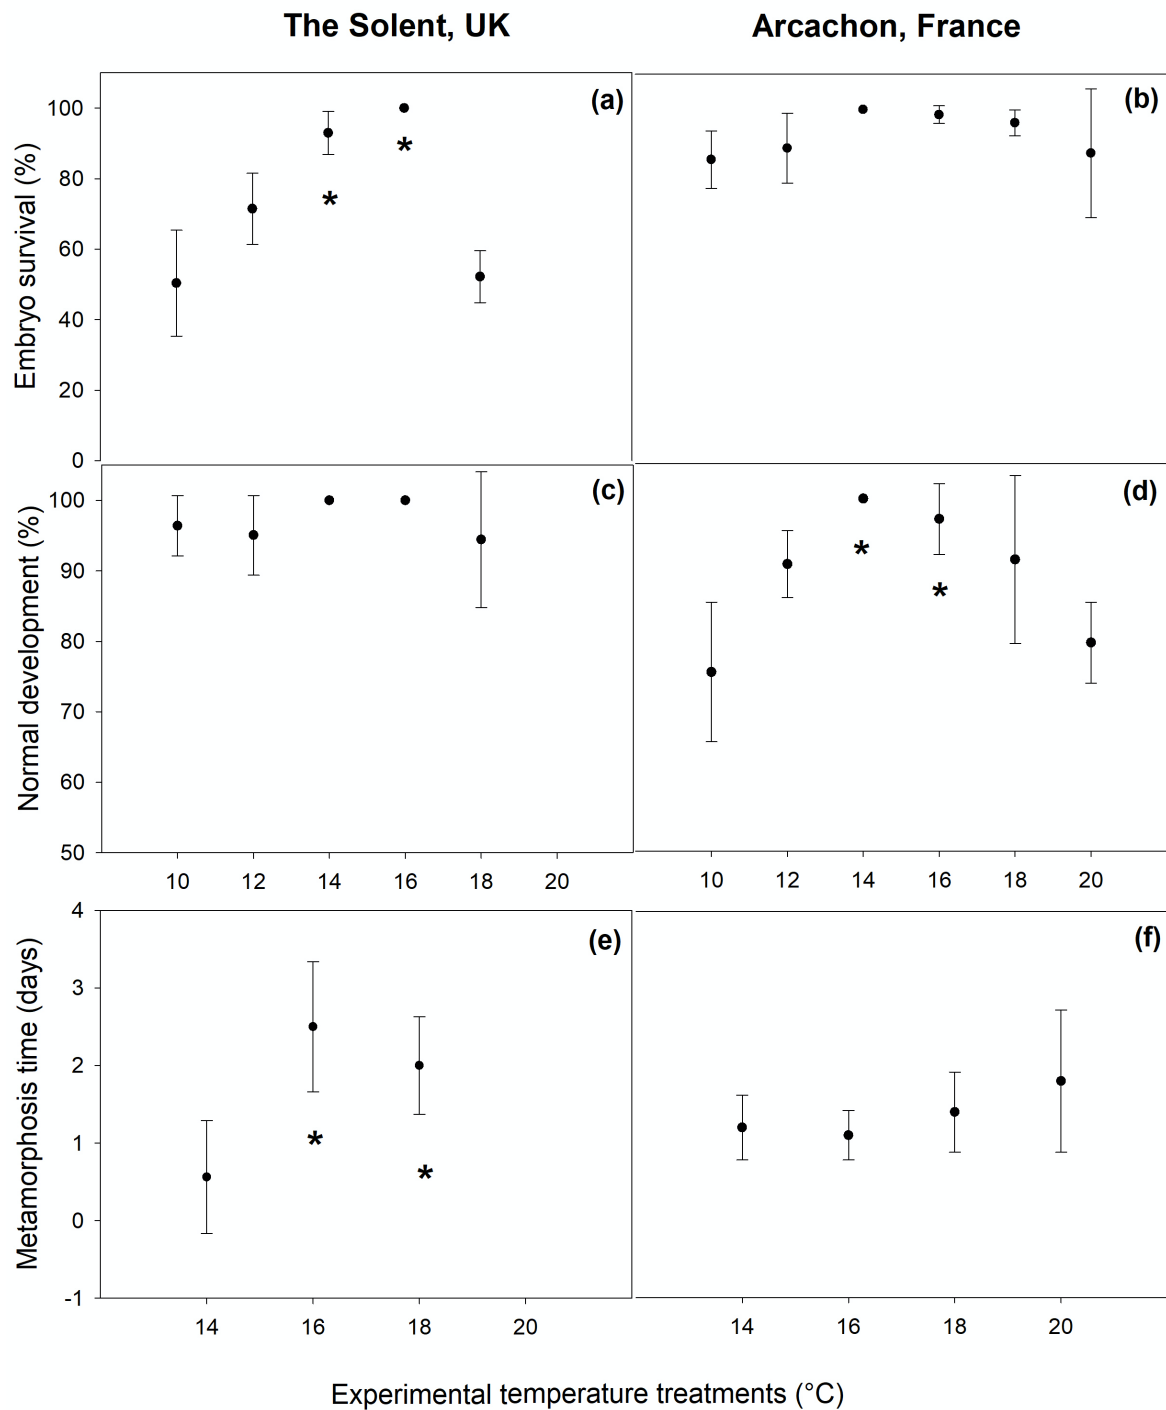 The Solent, UK
Arcachon, France
Embryo survival (%)
100
80
60
40
20
0
(a)
*
*
(b)
Normal development (%)
100
90
80
70
60
50
(c)
10 12 14 16 18 20
(d)
*
*
10 12 14 16 18 20
Metamorphosis time (days)
4
3
2
1
0
-1
(e)
*
*
14 16 18 20
(f)
14 16 18 20
Experimental temperature treatments (°C)